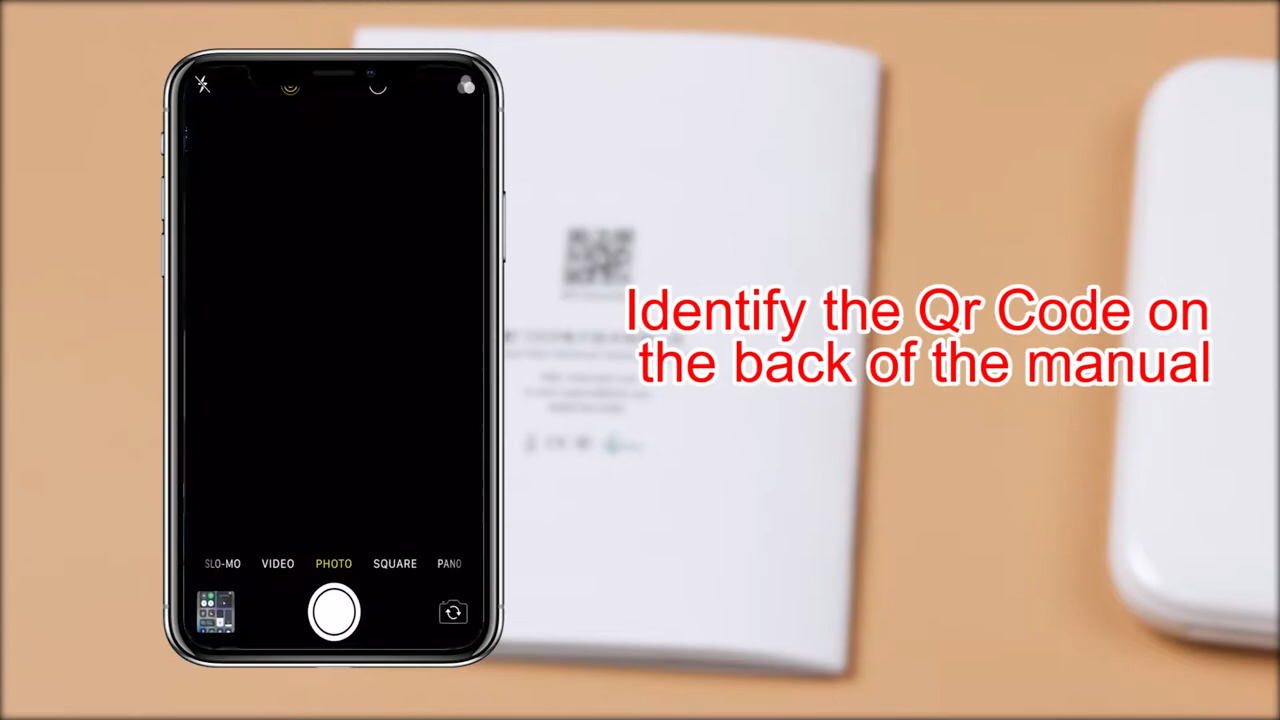 SLO-MO VIDEO PHOTO SQUARE PANO
Identify the Qr Code on
the back of the manual